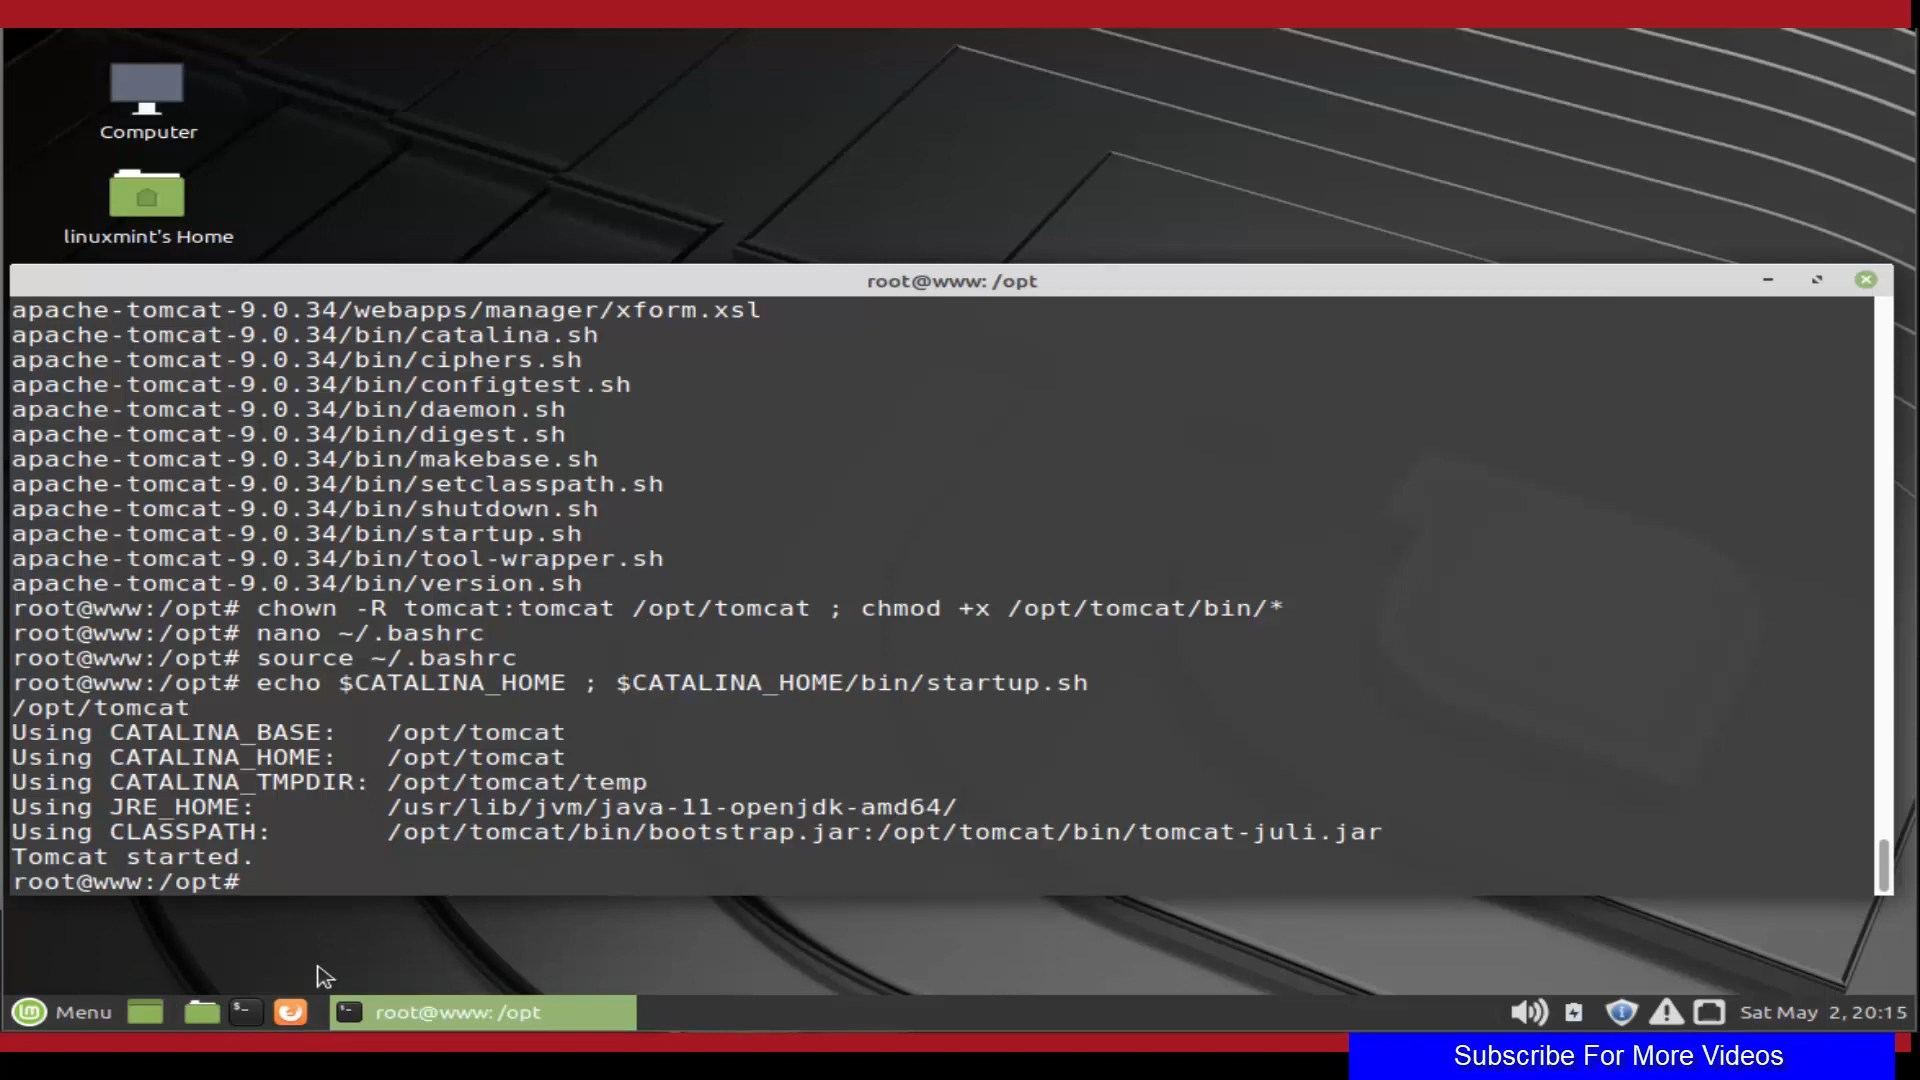 Computer
linuxmint's Home
root@www: /opt
apache-tomcat-9.0.34/webapps/manager/xform.xsl
apache-tomcat-9.0.34/bin/catalina.sh
apache-tomcat-9.0.34/bin/ciphers.sh
apache-tomcat-9.0.34/bin/configtest.sh
apache-tomcat-9.0.34/bin/daemon.sh
apache-tomcat-9.0.34/bin/digest.sh
apache-tomcat-9.0.34/bin/makebase.sh
apache-tomcat-9.0.34/bin/setclasspath.sh
apache-tomcat-9.0.34/bin/shutdown.sh
apache-tomcat-9.0.34/bin/startup.sh
apache-tomcat-9.0.34/bin/tool-wrapper.sh
apache-tomcat-9.0.34/bin/version.sh
root@www:/opt# chown -R tomcat:tomcat /opt/tomcat ; chmod +x /opt/tomcat/bin/*
root@www:/opt# nano ~/.bashrc
root@www:/opt# source ~/.bashrc
root@www:/opt# echo $CATALINA_HOME ; $CATALINA_HOME/bin/startup.sh
/opt/tomcat
Using CATALINA_BASE:   /opt/tomcat
Using CATALINA_HOME:   /opt/tomcat
Using CATALINA_TMPDIR: /opt/tomcat/temp
Using JRE_HOME:        /usr/lib/jvm/java-11-openjdk-amd64/
Using CLASSPATH:       /opt/tomcat/bin/bootstrap.jar:/opt/tomcat/bin/tomcat-juli.jar
Tomcat started.
root@www:/opt#
Menu
root@www: /opt
Sat May 2, 20:15
Subscribe For More Videos